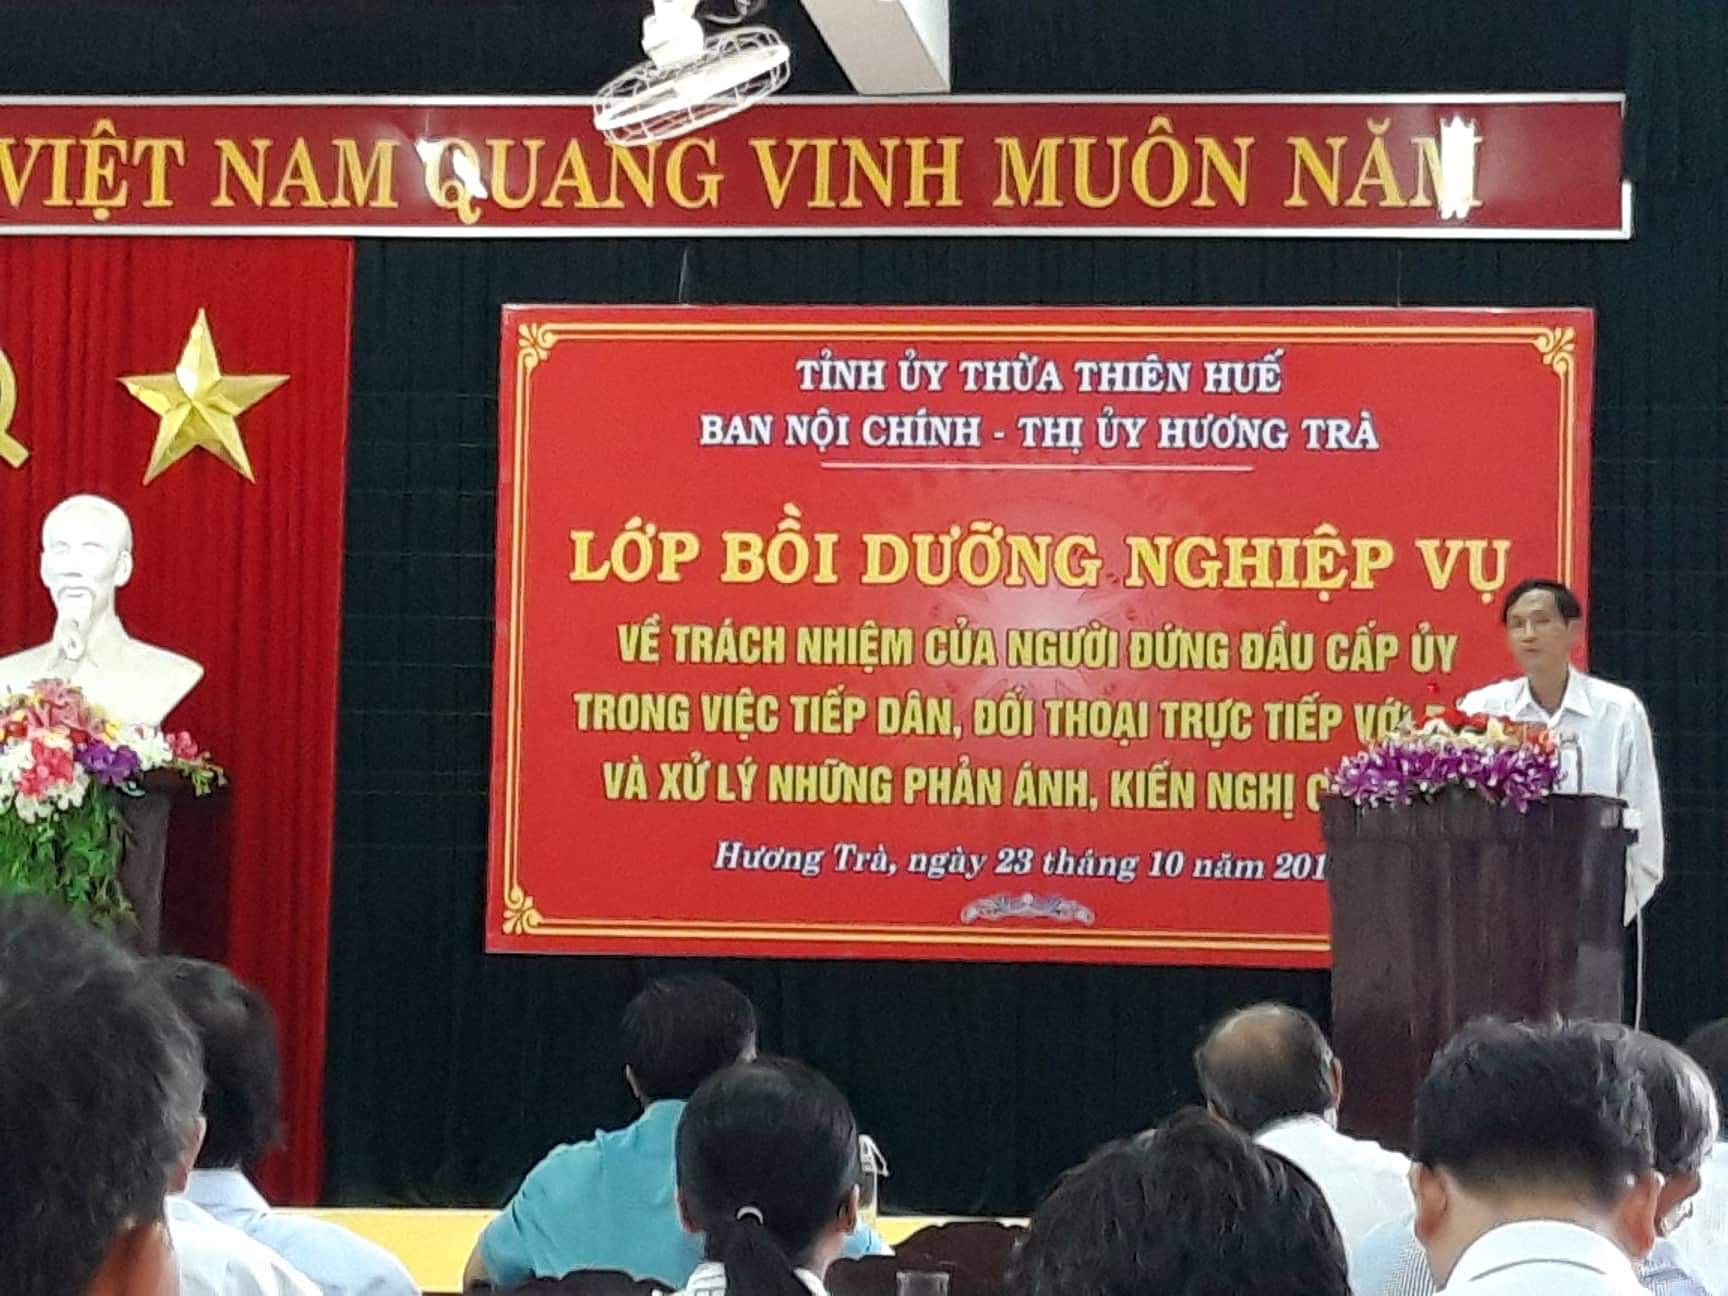 VIỆT NAM QUANG VINH MUÔN NĂM
TỈNH ỦY THỪA THIÊN HUẾ
BAN NỘI CHÍNH - THỊ ỦY HƯƠNG TRÀ
LỚP BỒI DƯỠNG NGHIỆP VỤ
VỀ TRÁCH NHIỆM CỦA NGƯỜI ĐỨNG ĐẦU CẤP ỦY
TRONG VIỆC TIẾP DÂN, ĐỐI THOẠI TRỰC TIẾP VỚI
VÀ XỬ LÝ NHỮNG PHẢN ÁNH, KIẾN NGHỊ
Hương Trà, ngày 23 tháng 10 năm 201